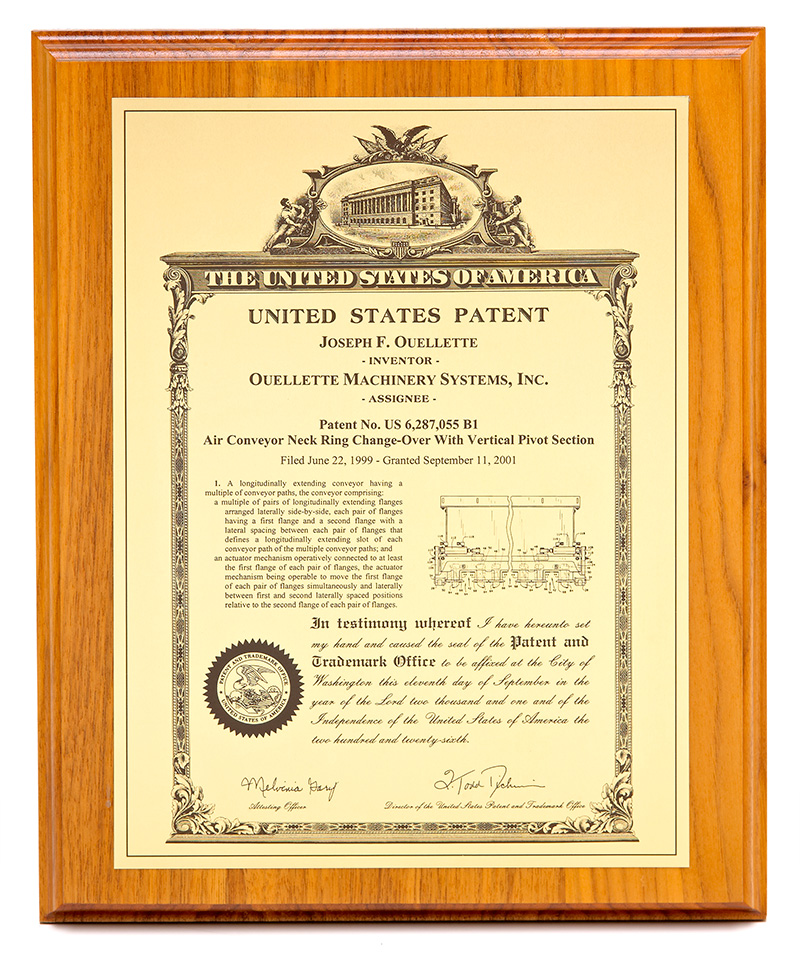 THE UNITED STATES OF AMERICA
UNITED STATES PATENT
JOSEPH F. OUELLETTE
- INVENTOR -
OUELLETTE MACHINERY SYSTEMS, INC.
- ASSIGNEE -
Patent No. US 6,287,055 B1
Air Conveyor Neck Ring Change-Over With Vertical Pivot Section
Filed June 22, 1999 - Granted September 11, 2001
1. A longitudinally extending conveyor having a
multiple of conveyor paths, the conveyor comprising:
a multiple of pairs of longitudinally extending flanges
arranged laterally side-by-side, each pair of flanges
having a first flange and a second flange with a
lateral spacing between each pair of flanges that
defines a longitudinally extending slot of each
conveyor path of the multiple conveyor paths; and
an actuator mechanism operatively connected to at least
the first flange of each pair of flanges, the actuator
mechanism being operable to move the first flange
of each pair of flanges simultaneously and laterally
between first and second laterally spaced positions
relative to the second flange of each pair of flanges.
In testimony whereof I have hereunto set
my hand and caused the seal of the Patent and
Trademark Office to be affixed at the City of
Washington this eleventh day of September in the
year of the Lord two thousand and one and of the
Independence of the United States of America the
two hundred and twenty-sixth.
PATENT AND TRADEMARK OFFICE
UNITED STATES OF AMERICA
Attesting Officer
Director of the United States Patent and Trademark Office